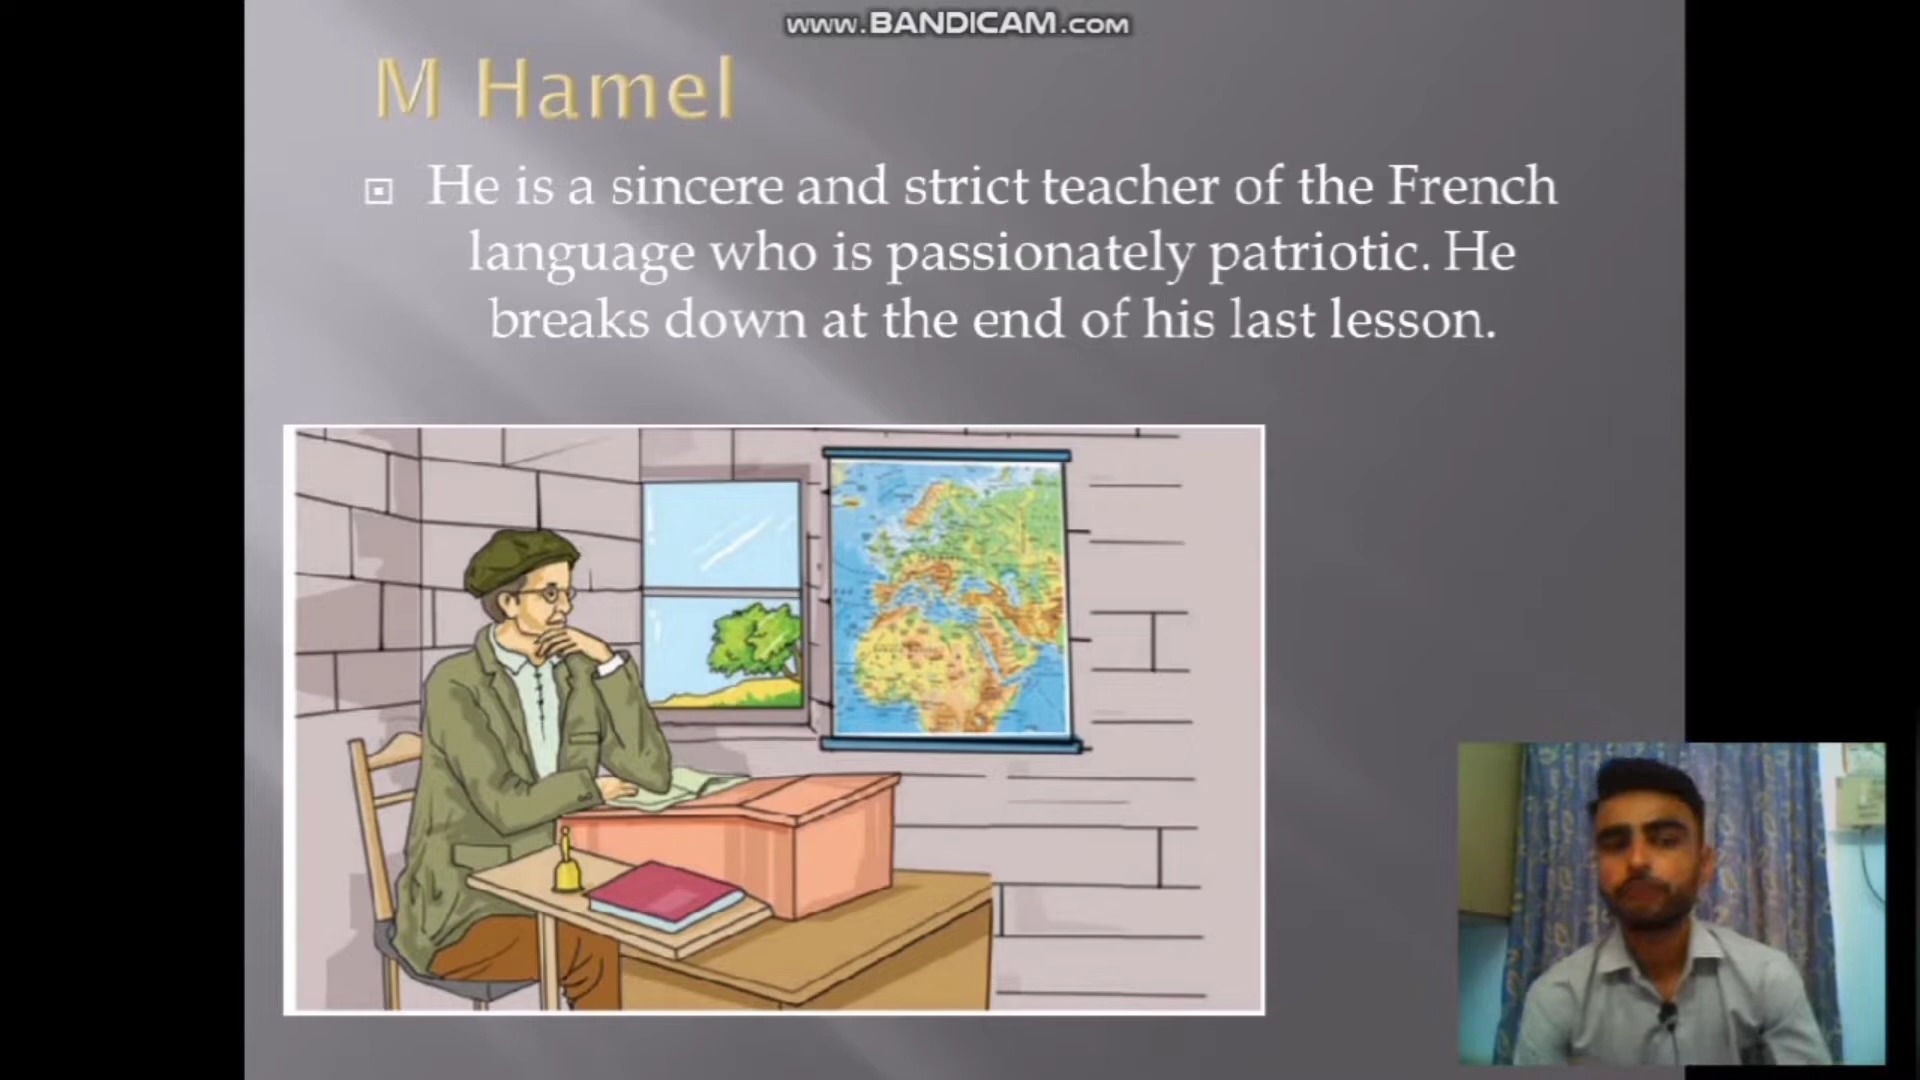 www.BANDICAM.com
M Hamel
He is a sincere and strict teacher of the French
language who is passionately patriotic. He
breaks down at the end of his last lesson.